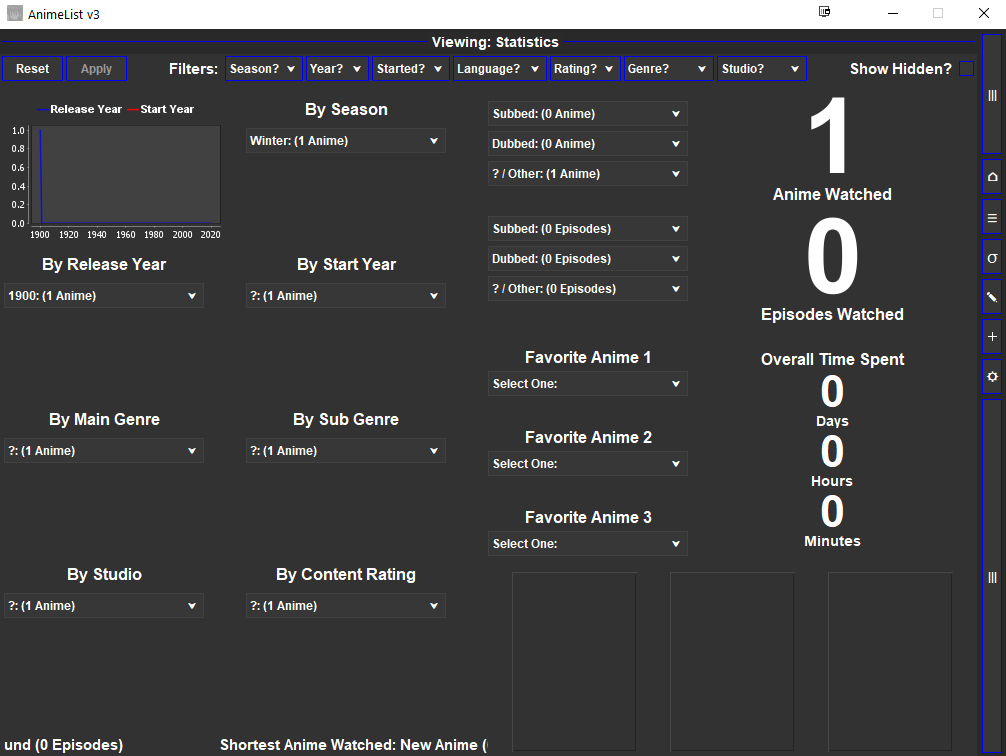 AnimeList v3
Viewing: Statistics
Reset Apply Filters: Season? Year? Started? Language? Rating? Genre? Studio? Show Hidden?
Release Year Start Year
1.0
0.8
0.6
0.4
0.2
0.0
1900 1920 1940 1960 1980 2000 2020
By Season
Winter: (1 Anime)
By Release Year
1900: (1 Anime)
By Start Year
?: (1 Anime)
By Main Genre
?: (1 Anime)
By Sub Genre
?: (1 Anime)
By Studio
?: (1 Anime)
By Content Rating
?: (1 Anime)
Subbed: (0 Anime)
Dubbed: (0 Anime)
? / Other: (1 Anime)
Subbed: (0 Episodes)
Dubbed: (0 Episodes)
? / Other: (0 Episodes)
Favorite Anime 1
Select One:
Favorite Anime 2
Select One:
Favorite Anime 3
Select One:
1
Anime Watched
0
Episodes Watched
Overall Time Spent
0
Days
0
Hours
0
Minutes
und (0 Episodes)
Shortest Anime Watched: New Anime (